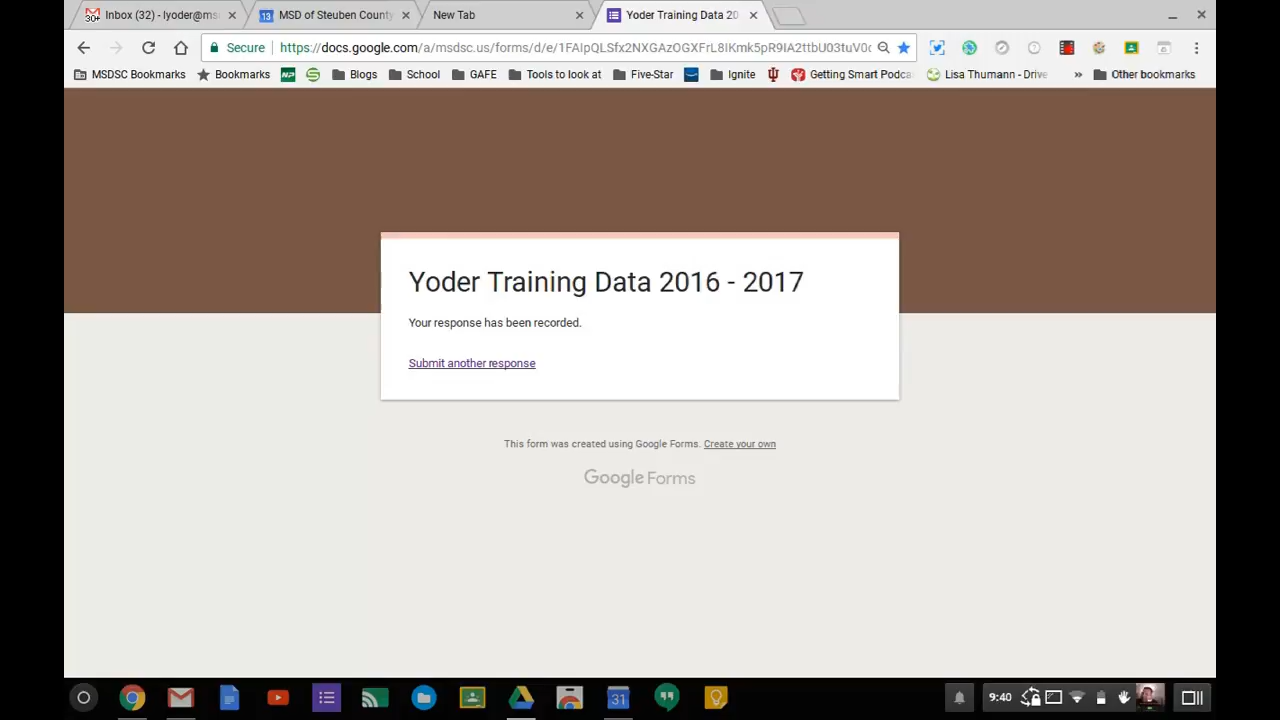 Inbox (32) - lyoder@ms
MSD of Steuben County
New Tab
Yoder Training Data 20
Secure https://docs.google.com/a/msdsc.us/forms/d/e/
MSDSC Bookmarks Bookmarks NP Blogs School GAFE Tools to look at Five-Star Ignite Getting Smart Podca Lisa Thumann - Drive » Other bookmarks
Yoder Training Data 2016 - 2017
Your response has been recorded.
Submit another response
This form was created using Google Forms. Create your own
Google Forms
31
9:40